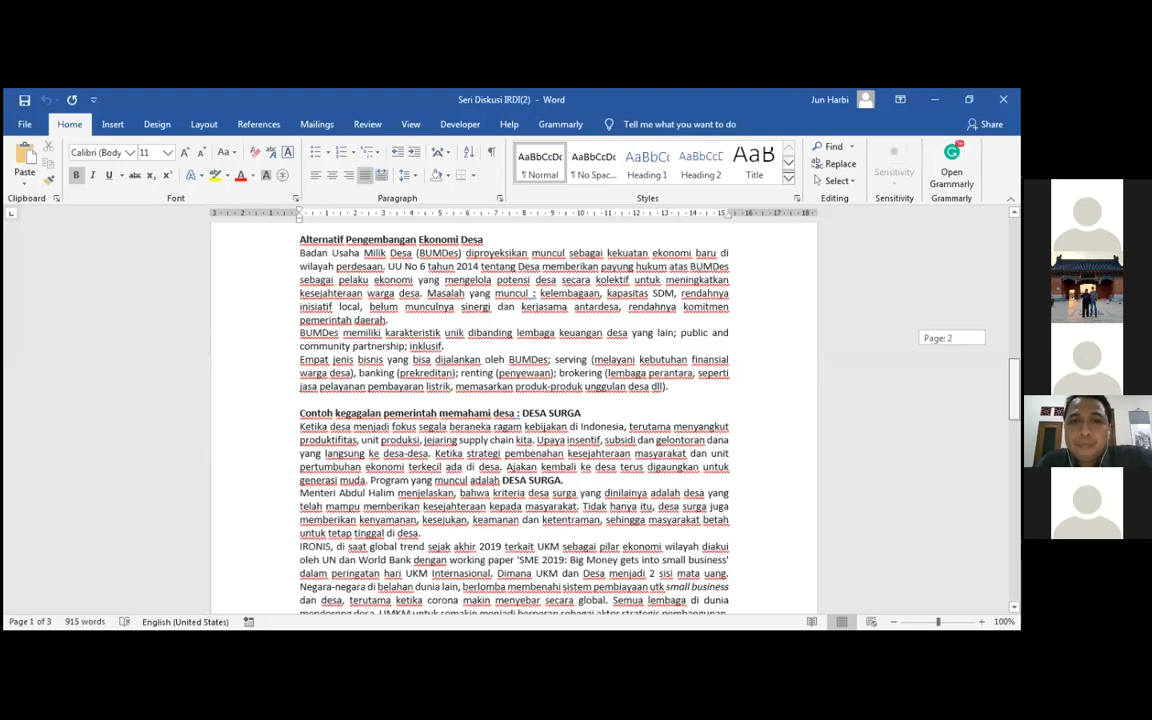 Seri Diskusi IRDI(2) - Word
Jun Harbi
File Home Insert Design Layout References Mailings Review View Developer Help Grammarly Tell me what you want to do Share
Paste
Calibri (Body 11
Clipboard Font Paragraph Styles Editing Sensitivity Grammarly
AaBbCcDc ¶ Normal
AaBbCcDc ¶ No Spac...
AaBbCc Heading 1
AaBbCcD Heading 2
AaB Title
Find
Replace
Select
Sensitivity
Open Grammarly
Page: 2
Alternatif Pengembangan Ekonomi Desa
Badan Usaha Milik Desa (BUMDes) diproyeksikan muncul sebagai kekuatan ekonomi baru di
wilayah perdesaan. UU No 6 tahun 2014 tentang Desa memberikan payung hukum atas BUMDes
sebagai pelaku ekonomi yang mengelola potensi desa secara kolektif untuk meningkatkan
kesejahteraan warga desa. Masalah yang muncul : kelembagaan, kapasitas SDM, rendahnya
inisiatif local, belum munculnya sinergi dan kerjasama antardesa, rendahnya komitmen
pemerintah daerah.
BUMDes memiliki karakteristik unik dibanding lembaga keuangan desa yang lain; public and
community partnership; inklusif.
Empat jenis bisnis yang bisa dijalankan oleh BUMDes; serving (melayani kebutuhan finansial
warga desa), banking (prekreditan); renting (penyewaan); brokering (lembaga perantara, seperti
jasa pelayanan pembayaran listrik, memasarkan produk-produk unggulan desa dll).
Contoh kegagalan pemerintah memahami desa : DESA SURGA
Ketika desa menjadi fokus segala beraneka ragam kebijakan di Indonesia, terutama menyangkut
produktifitas, unit produksi, jejaring supply chain kita. Upaya insentif, subsidi dan gelontoran dana
yang langsung ke desa-desa. Ketika strategi pembenahan kesejahteraan masyarakat dan unit
pertumbuhan ekonomi terkecil ada di desa. Ajakan kembali ke desa terus digaungkan untuk
generasi muda. Program yang muncul adalah DESA SURGA.
Menteri Abdul Halim menjelaskan, bahwa kriteria desa surga yang dinilainya adalah desa yang
telah mampu memberikan kesejahteraan kepada masyarakat. Tidak hanya itu, desa surga juga
memberikan kenyamanan, kesejukan, keamanan dan ketentraman, sehingga masyarakat betah
untuk tetap tinggal di desa.
IRONIS, di saat global trend sejak akhir 2019 terkait UKM sebagai pilar ekonomi wilayah diakui
oleh UN dan World Bank dengan working paper 'SME 2019: Big Money gets into small business'
dalam peringatan hari UKM Internasional. Dimana UKM dan Desa menjadi 2 sisi mata uang.
Negara-negara di belahan dunia lain, berlomba membenahi sistem pembiayaan utk small business
dan desa, terutama ketika corona makin menyebar secara global. Semua lembaga di dunia
mendorong desa, UMKM untuk semakin menjadi berperan sebagai aktor strategis pembangunan.
Page 1 of 3 915 words English (United States) 100%